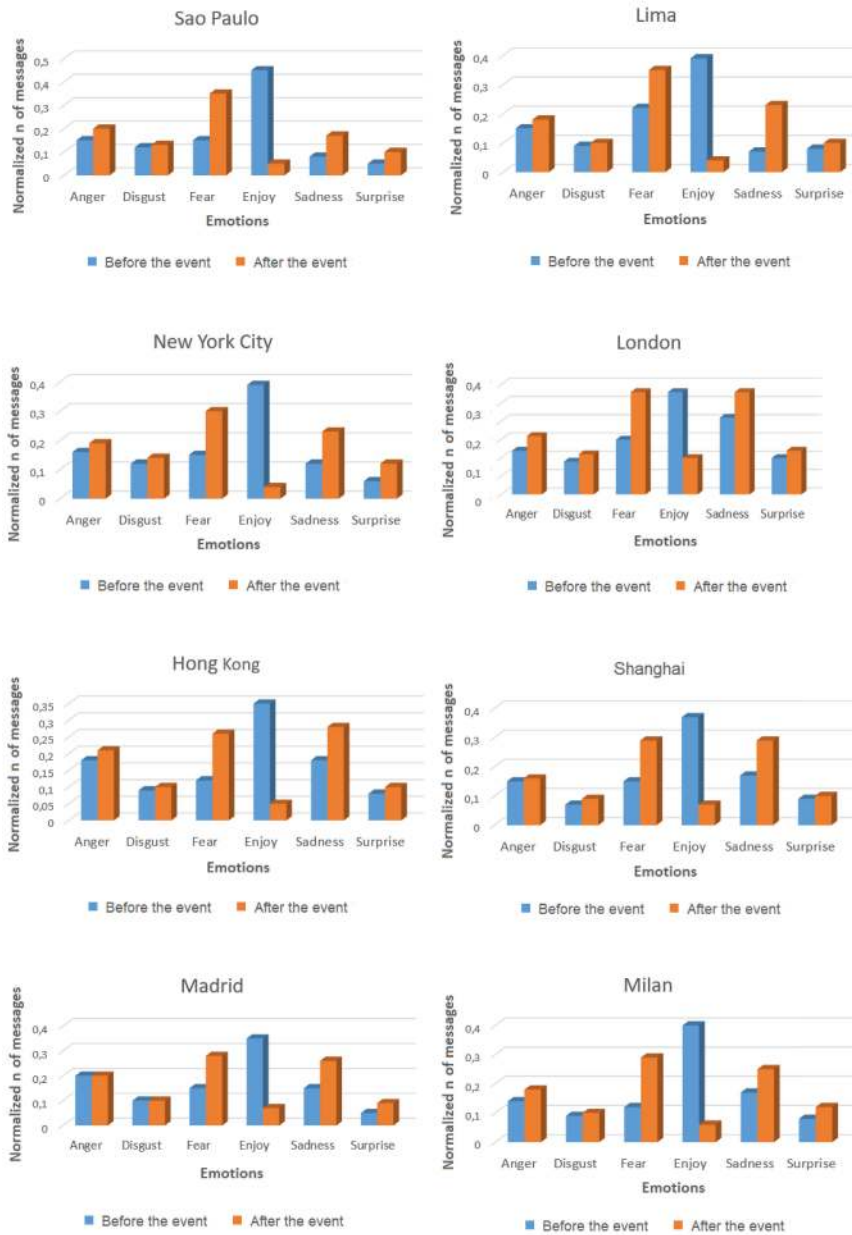 Sao Paulo
Normalized n of messages
0,5
0,4
0,3
0,2
0,1
0
Anger Disgust Fear Enjoy Sadness Surprise
Emotions
Before the event After the event
Lima
Normalized n of messages
0,4
0,3
0,2
0,1
0
Anger Disgust Fear Enjoy Sadness Surprise
Emotions
Before the event After the event
New York City
Normalized n of messages
0,4
0,3
0,2
0,1
0
Anger Disgust Fear Enjoy Sadness Surprise
Emotions
Before the event After the event
London
Normalized n of messages
0,4
0,3
0,2
0,1
0
Anger Disgust Fear Enjoy Sadness Surprise
Emotions
Before the event After the event
Hong Kong
Normalized n of messages
0,35
0,3
0,25
0,2
0,15
0,1
0,05
0
Anger Disgust Fear Enjoy Sadness Surprise
Emotions
Before the event After the event
Shanghai
Normalized n of messages
0,4
0,3
0,2
0,1
0
Anger Disgust Fear Enjoy Sadness Surprise
Emotions
Before the event After the event
Madrid
Normalized n of messages
0,4
0,3
0,2
0,1
0
Anger Disgust Fear Enjoy Sadness Surprise
Emotions
Before the event After the event
Milan
Normalized n of messages
0,4
0,3
0,2
0,1
0
Anger Disgust Fear Enjoy Sadness Surprise
Emotions
Before the event After the event